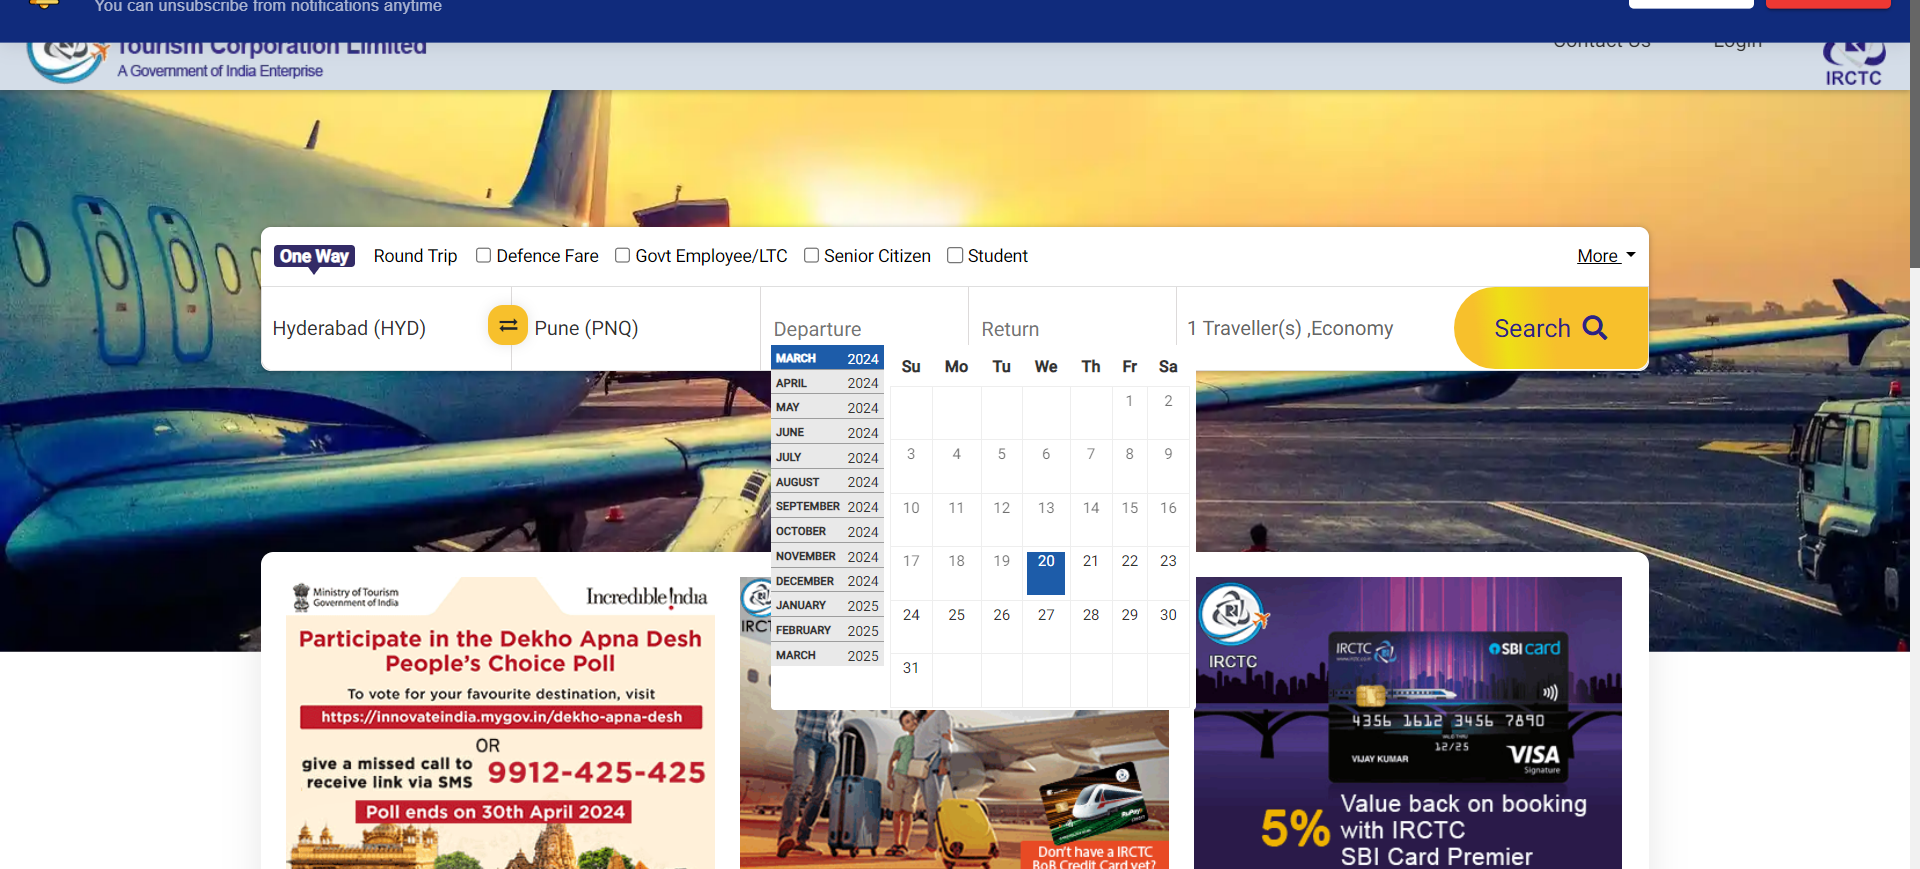 You can unsubscribe from notifications anytime
Tourism Corporation Limited
A Government of India Enterprise
Contact Us
Login
IRCTC
One Way
Round Trip
Defence Fare
Govt Employee/LTC
Senior Citizen
Student
More
Hyderabad (HYD)
Pune (PNQ)
Departure
Return
1 Traveller(s) ,Economy
Search
MARCH 2024
APRIL 2024
MAY 2024
JUNE 2024
JULY 2024
AUGUST 2024
SEPTEMBER 2024
OCTOBER 2024
NOVEMBER 2024
DECEMBER 2024
JANUARY 2025
FEBRUARY 2025
MARCH 2025
Su Mo Tu We Th Fr Sa
1 2
3 4 5 6 7 8 9
10 11 12 13 14 15 16
17 18 19 20 21 22 23
24 25 26 27 28 29 30
31
Ministry of Tourism
Government of India
Incredible!ndia
Participate in the Dekho Apna Desh
People's Choice Poll
To vote for your favourite destination, visit
https://innovateindia.mygov.in/dekho-apna-desh
OR
give a missed call to
receive link via SMS
9912-425-425
Poll ends on 30th April 2024
IRCT
RuPay
Don't have a IRCTC
BoB Credit Card yet?
IRCTC
IRCTC
SBI card
4356 1612 3456 7890
12/25
VIJAY KUMAR
VISA
Signature
5%
Value back on booking
with IRCTC
SBI Card Premier